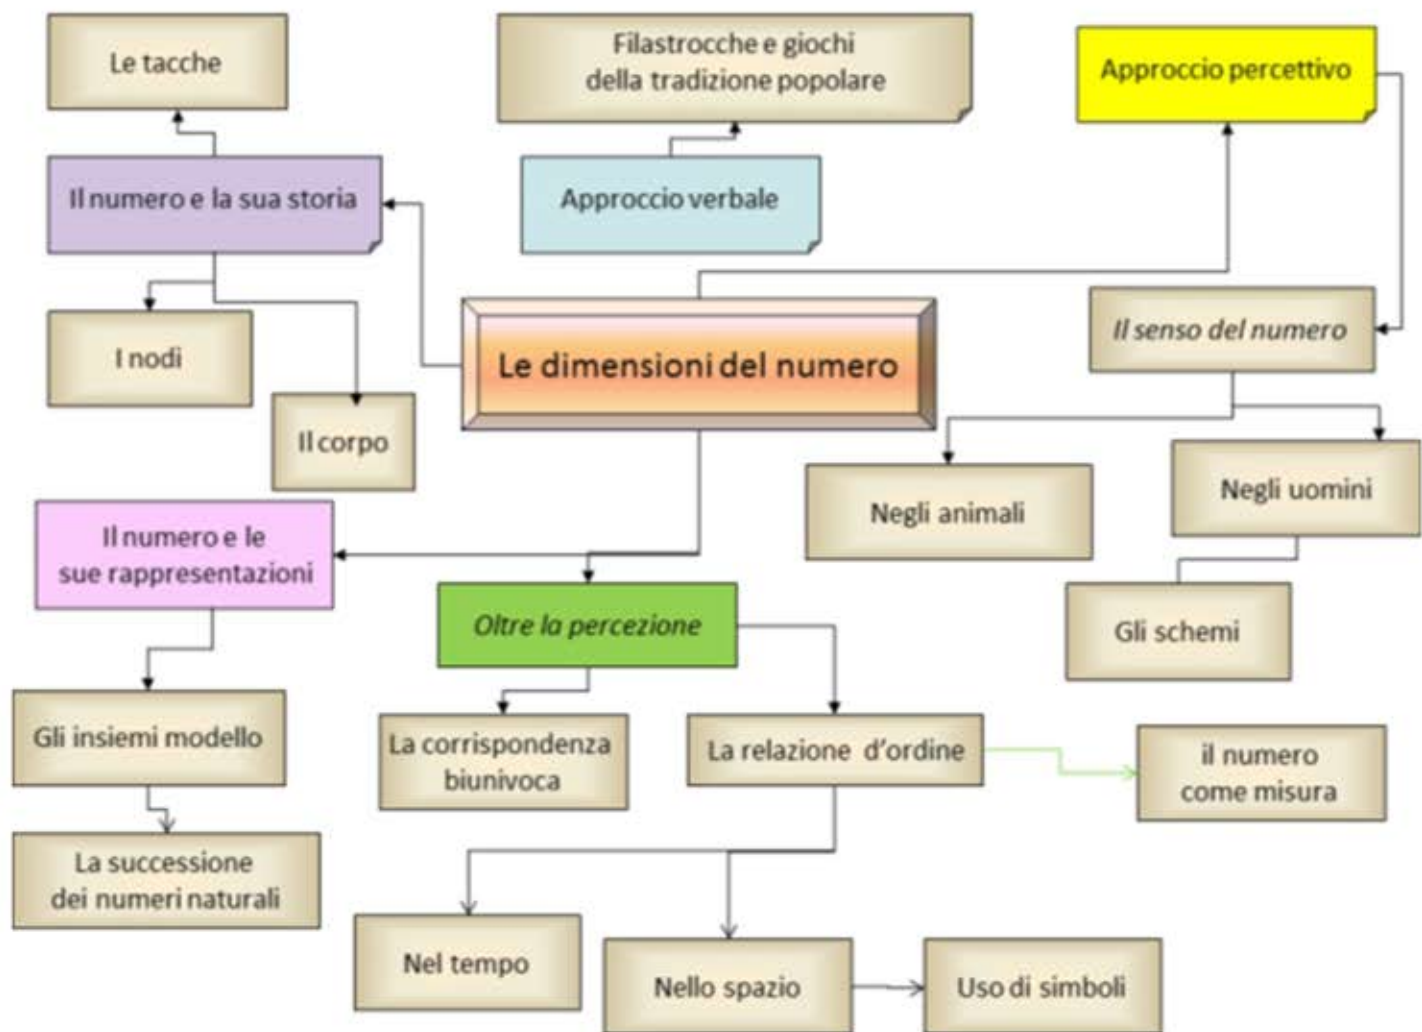 Le tacche
Filastrocche e giochi
della tradizione popolare
Approccio percettivo
Il numero e la sua storia
Approccio verbale
I nodi
Il corpo
Le dimensioni del numero
Il senso del numero
Negli animali
Negli uomini
Gli schemi
Il numero e le
sue rappresentazioni
Oltre la percezione
Gli insiemi modello
La corrispondenza
biunivoca
La relazione d'ordine
il numero
come misura
La successione
dei numeri naturali
Nel tempo
Nello spazio
Uso di simboli